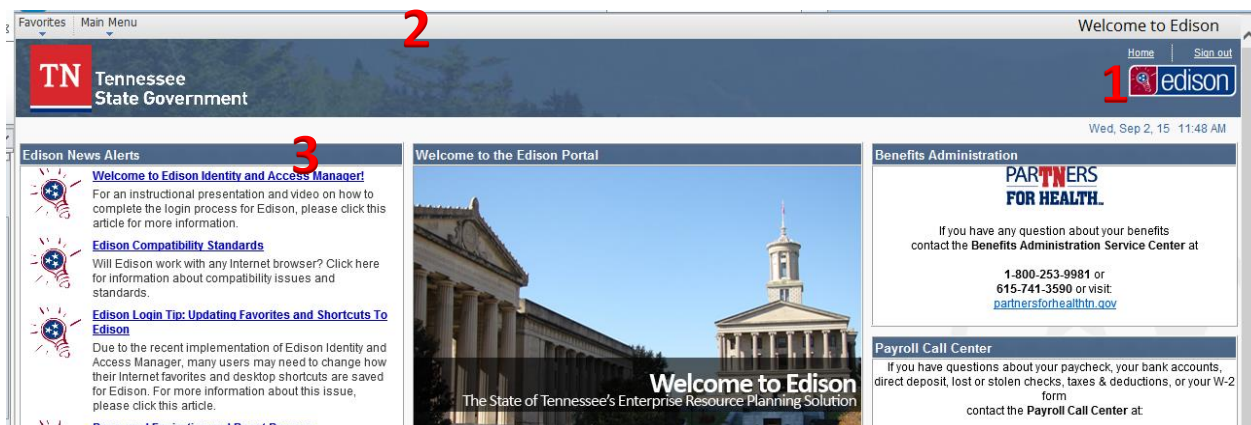 Favorites Main Menu
2
Welcome to Edison
TN Tennessee
State Government
Home Sign out
1
edison
Wed, Sep 2, 15 11:48 AM
3
Edison News Alerts
Welcome to Edison Identity and Access Manager!
For an instructional presentation and video on how to
complete the login process for Edison, please click this
article for more information.
Edison Compatibility Standards
Will Edison work with any Internet browser? Click here
for information about compatibility issues and
standards.
Edison Login Tip: Updating Favorites and Shortcuts To
Edison
Due to the recent implementation of Edison Identity and
Access Manager, many users may need to change how
their Internet favorites and desktop shortcuts are saved
for Edison. For more information about this issue,
please click this article.
Welcome to the Edison Portal
Welcome to Edison
The State of Tennessee's Enterprise Resource Planning Solution
Benefits Administration
PARTNERS
FOR HEALTH
If you have any question about your benefits
contact the Benefits Administration Service Center at
1-800-253-9981 or
615-741-3590 or visit:
partnersforhealthtn.gov
Payroll Call Center
If you have questions about your paycheck, your bank accounts,
direct deposit, lost or stolen checks, taxes & deductions, or your W-2
form
contact the Payroll Call Center at: